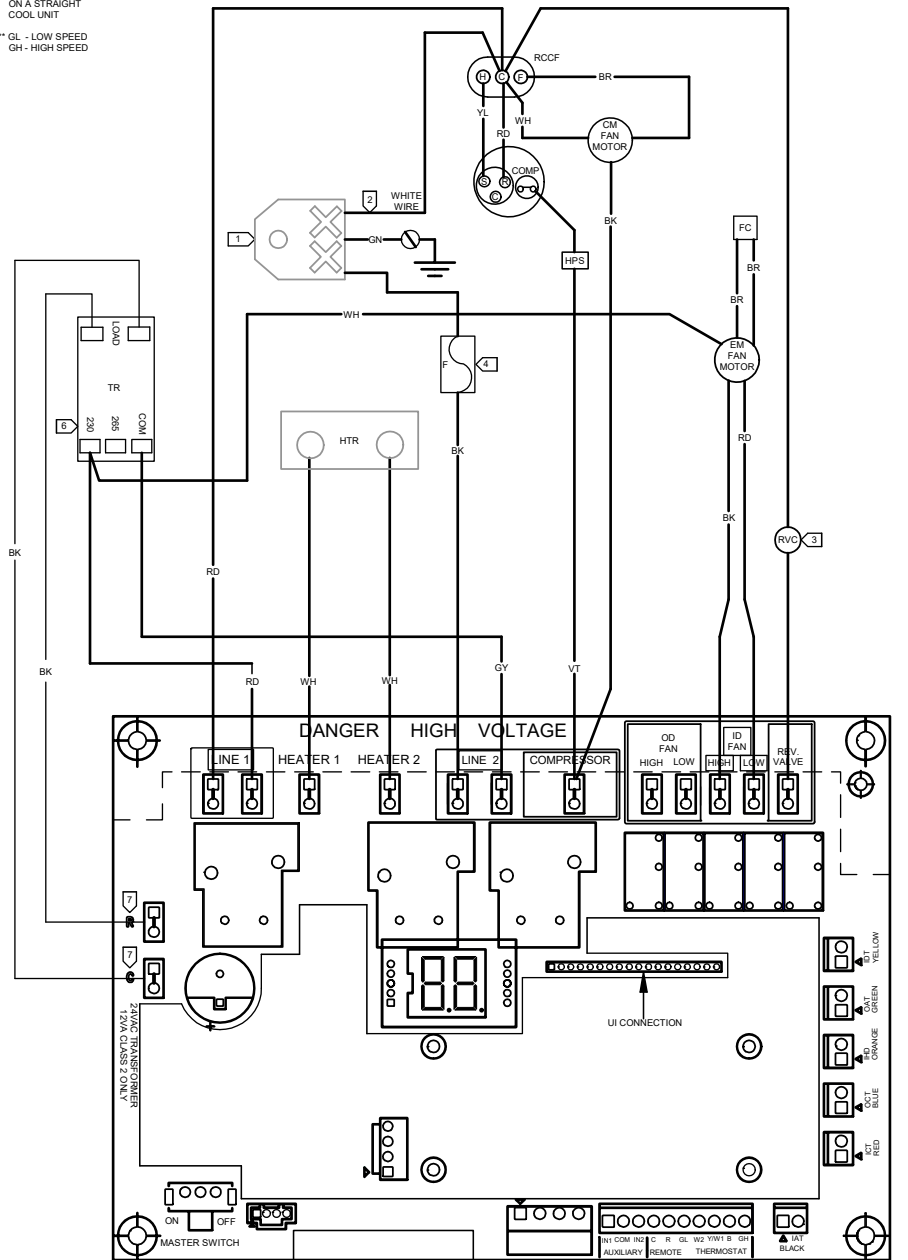 ON A STRAIGHT
COOL UNIT
** GL - LOW SPEED
GH - HIGH SPEED
RCCF
H C F
BR
YL
RD
WH
CM
FAN
MOTOR
COMP
S R
C
2
WHITE
WIRE
1
GN
BK
FC
HPS
BR
BR
WH
LOAD
TR
230
265
COM
6
F
4
EM
FAN
MOTOR
HTR
BK
RD
BK
RVC
3
BK
RD
BK
RD
WH
WH
GY
VT
DANGER HIGH VOLTAGE
LINE 1
HEATER 1
HEATER 2
LINE 2
COMPRESSOR
OD
FAN
HIGH LOW
ID
FAN
HIGH LOW
REV.
VALVE
7
R
7
C
24VAC TRANSFORMER
12VA CLASS 2 ONLY
88
UI CONNECTION
IDT
YELLOW
OAT
GREEN
IHD
ORANGE
OCT
BLUE
ICT
RED
ON OFF
MASTER SWITCH
IN1 COM IN2 C R GL W2 Y/W1 B GH
AUXILIARY REMOTE THERMOSTAT
IAT
BLACK